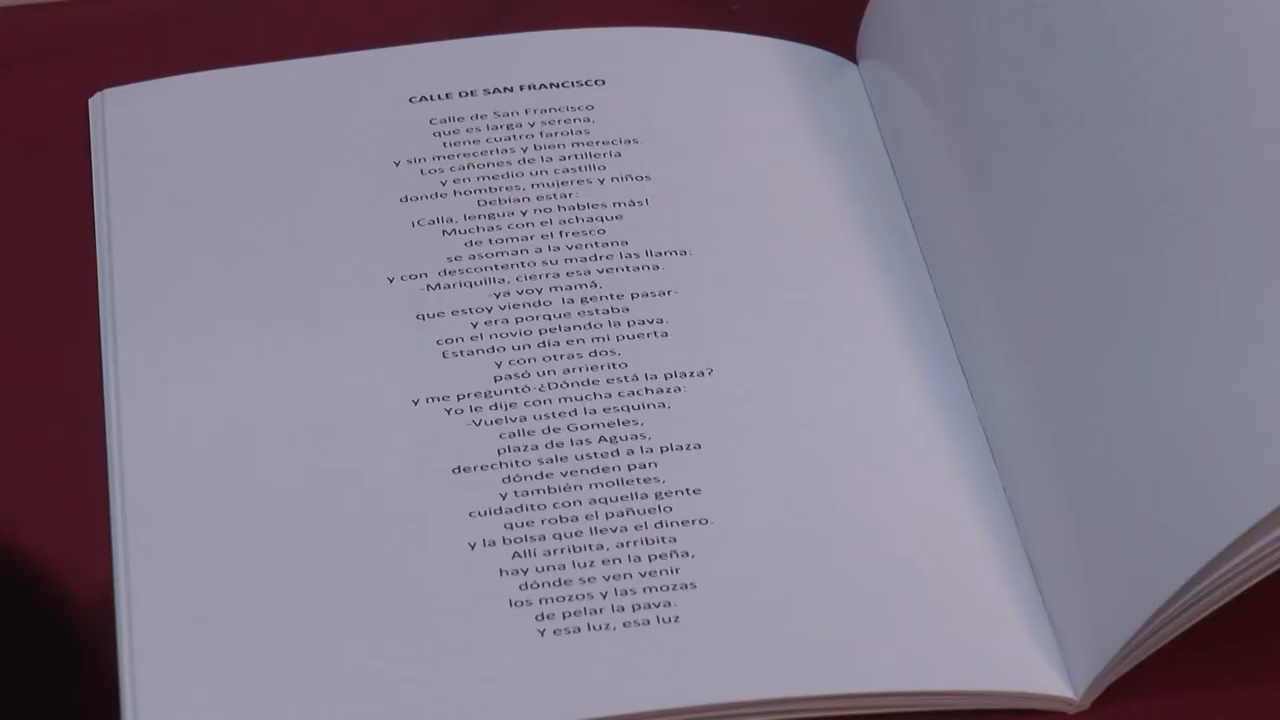 CALLE DE SAN FRANCISCO
Calle de San Francisco
que es larga y serena,
tiene cuatro farolas
y sin merecerlas y bien merecías.
Los cañones de la artillería
y en medio un castillo
donde hombres, mujeres y niños
Debían estar:
¡Calla, lengua y no hables más!
Muchas con el achaque
de tomar el fresco
se asoman a la ventana
y con descontento su madre las llama:
-Mariquilla, cierra esa ventana.
-ya voy mamá,
que estoy viendo la gente pasar-
y era porque estaba
con el novio pelando la pava.
Estando un día en mi puerta
y con otras dos,
pasó un arrierito
y me preguntó-¿Dónde está la plaza?
Yo le dije con mucha cachaza:
-Vuelva usted la esquina,
calle de Gomeles,
plaza de las Aguas,
derechito sale usted a la plaza
dónde venden pan
y también molletes,
cuidadito con aquella gente
que roba el pañuelo
y la bolsa que lleva el dinero.
Allí arribita, arribita
hay una luz en la peña,
dónde se ven venir
los mozos y las mozas
de pelar la pava.
Y esa luz, esa luz